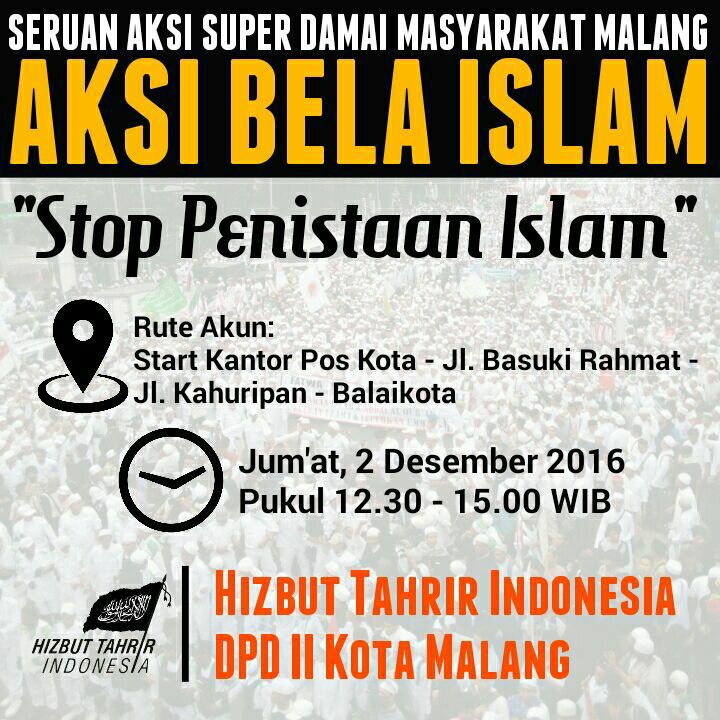 SERUAN AKSI SUPER DAMAI MASYARAKAT MALANG
AKSI BELA ISLAM
"Stop Penistaan Islam"
Rute Akun:
Start Kantor Pos Kota - Jl. Basuki Rahmat -
Jl. Kahuripan - Balaikota
Jum'at, 2 Desember 2016
Pukul 12.30 - 15.00 WIB
HIZBUT TAHRIR INDONESIA
DPD II KOTA MALANG
HIZBUT TAHRIR
INDONESIA